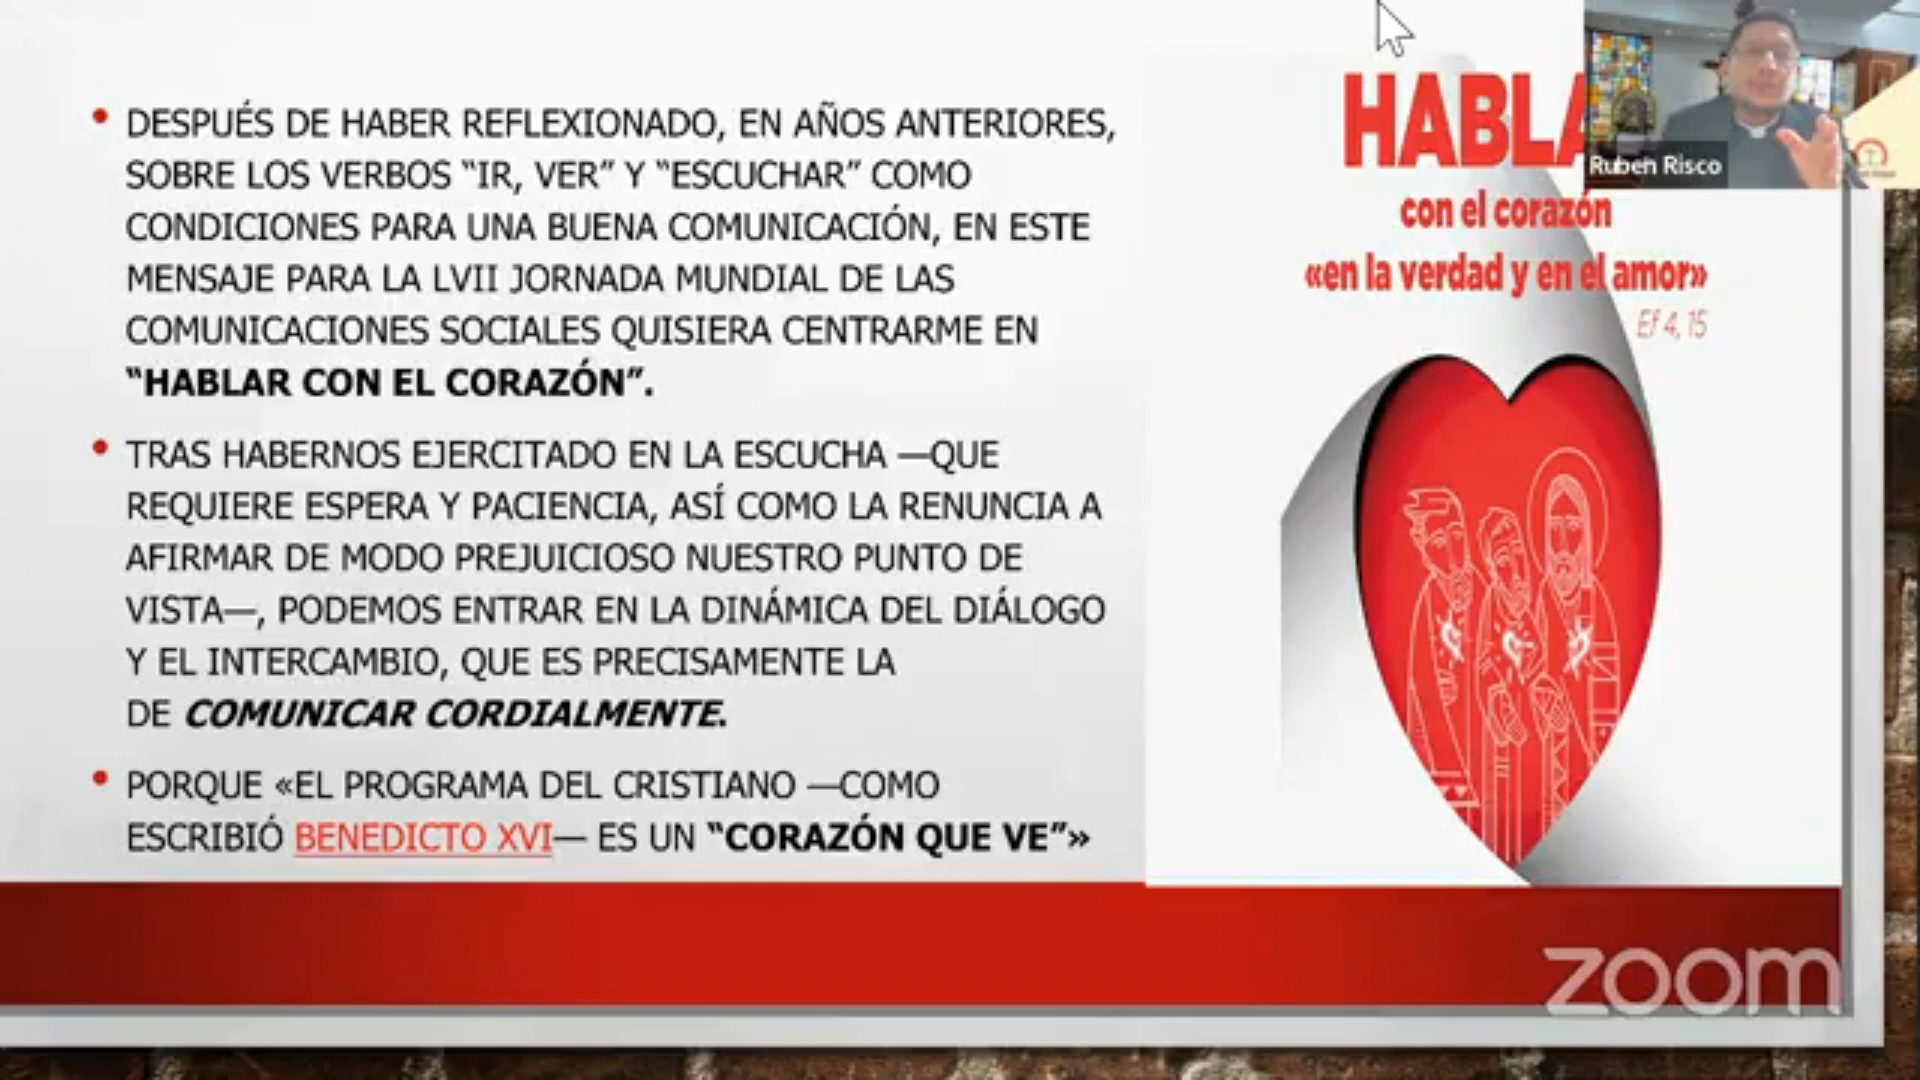 • DESPUÉS DE HABER REFLEXIONADO, EN AÑOS ANTERIORES,
SOBRE LOS VERBOS “IR, VER” Y “ESCUCHAR” COMO
CONDICIONES PARA UNA BUENA COMUNICACIÓN, EN ESTE
MENSAJE PARA LA LVII JORNADA MUNDIAL DE LAS
COMUNICACIONES SOCIALES QUISIERA CENTRARME EN
“HABLAR CON EL CORAZÓN”.
• TRAS HABERNOS EJERCITADO EN LA ESCUCHA —QUE
REQUIERE ESPERA Y PACIENCIA, ASÍ COMO LA RENUNCIA A
AFIRMAR DE MODO PREJUICIOSO NUESTRO PUNTO DE
VISTA—, PODEMOS ENTRAR EN LA DINÁMICA DEL DIÁLOGO
Y EL INTERCAMBIO, QUE ES PRECISAMENTE LA
DE COMUNICAR CORDIALMENTE.
• PORQUE «EL PROGRAMA DEL CRISTIANO —COMO
ESCRIBIÓ BENEDICTO XVI— ES UN “CORAZÓN QUE VE”»
HABLA
con el corazón
«en la verdad y en el amor»
Ef 4, 15
Ruben Risco
zoom